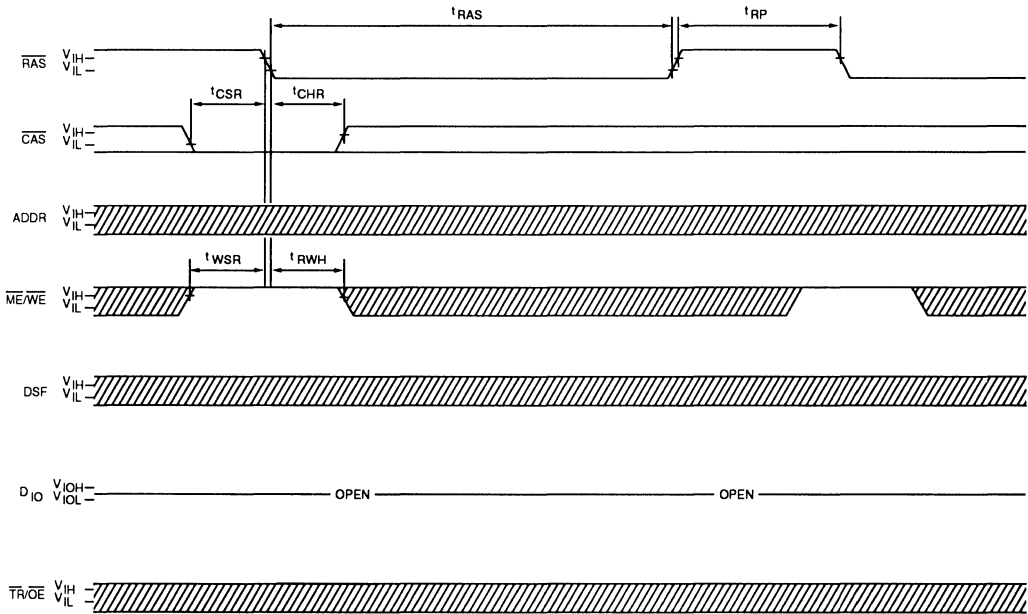 tRAS
tRP
RAS VIH VIL
tCSR tCHR
CAS VIH VIL
ADDR VIH VIL
tWSR tRWH
ME/WE VIH VIL
DSF VIH VIL
DIO VIOH VIOL OPEN OPEN
TR/OE VIH VIL